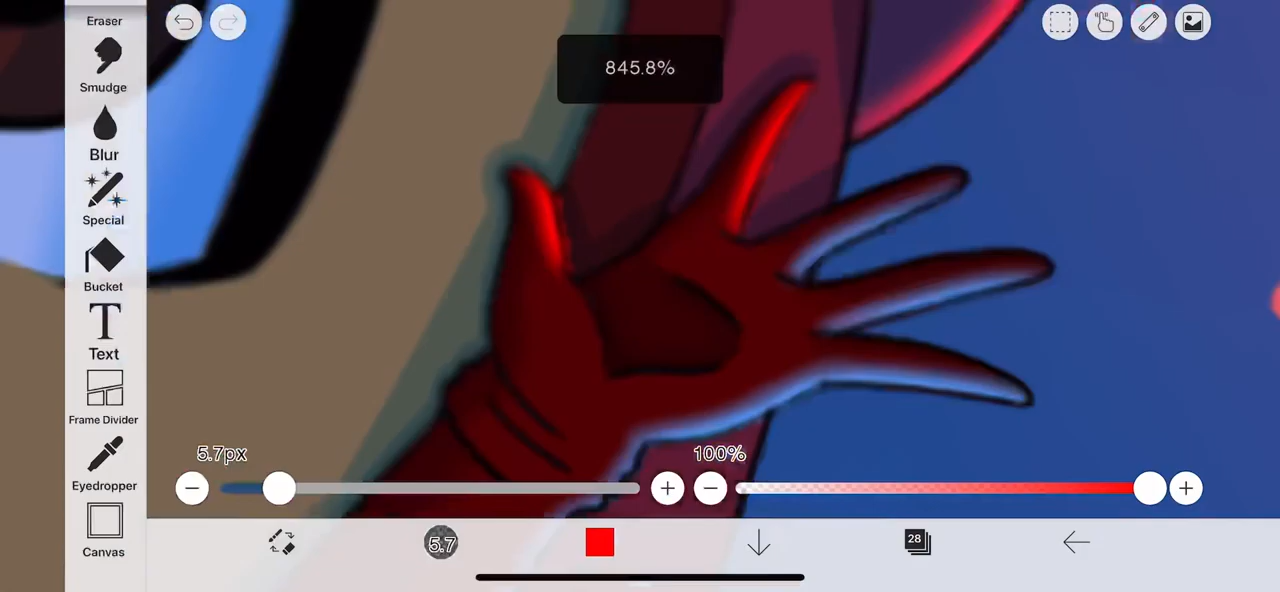 Eraser
Smudge
Blur
Special
Bucket
T
Text
Frame Divider
Eyedropper
Canvas
845.8%
5.7px
100%
5.7
28